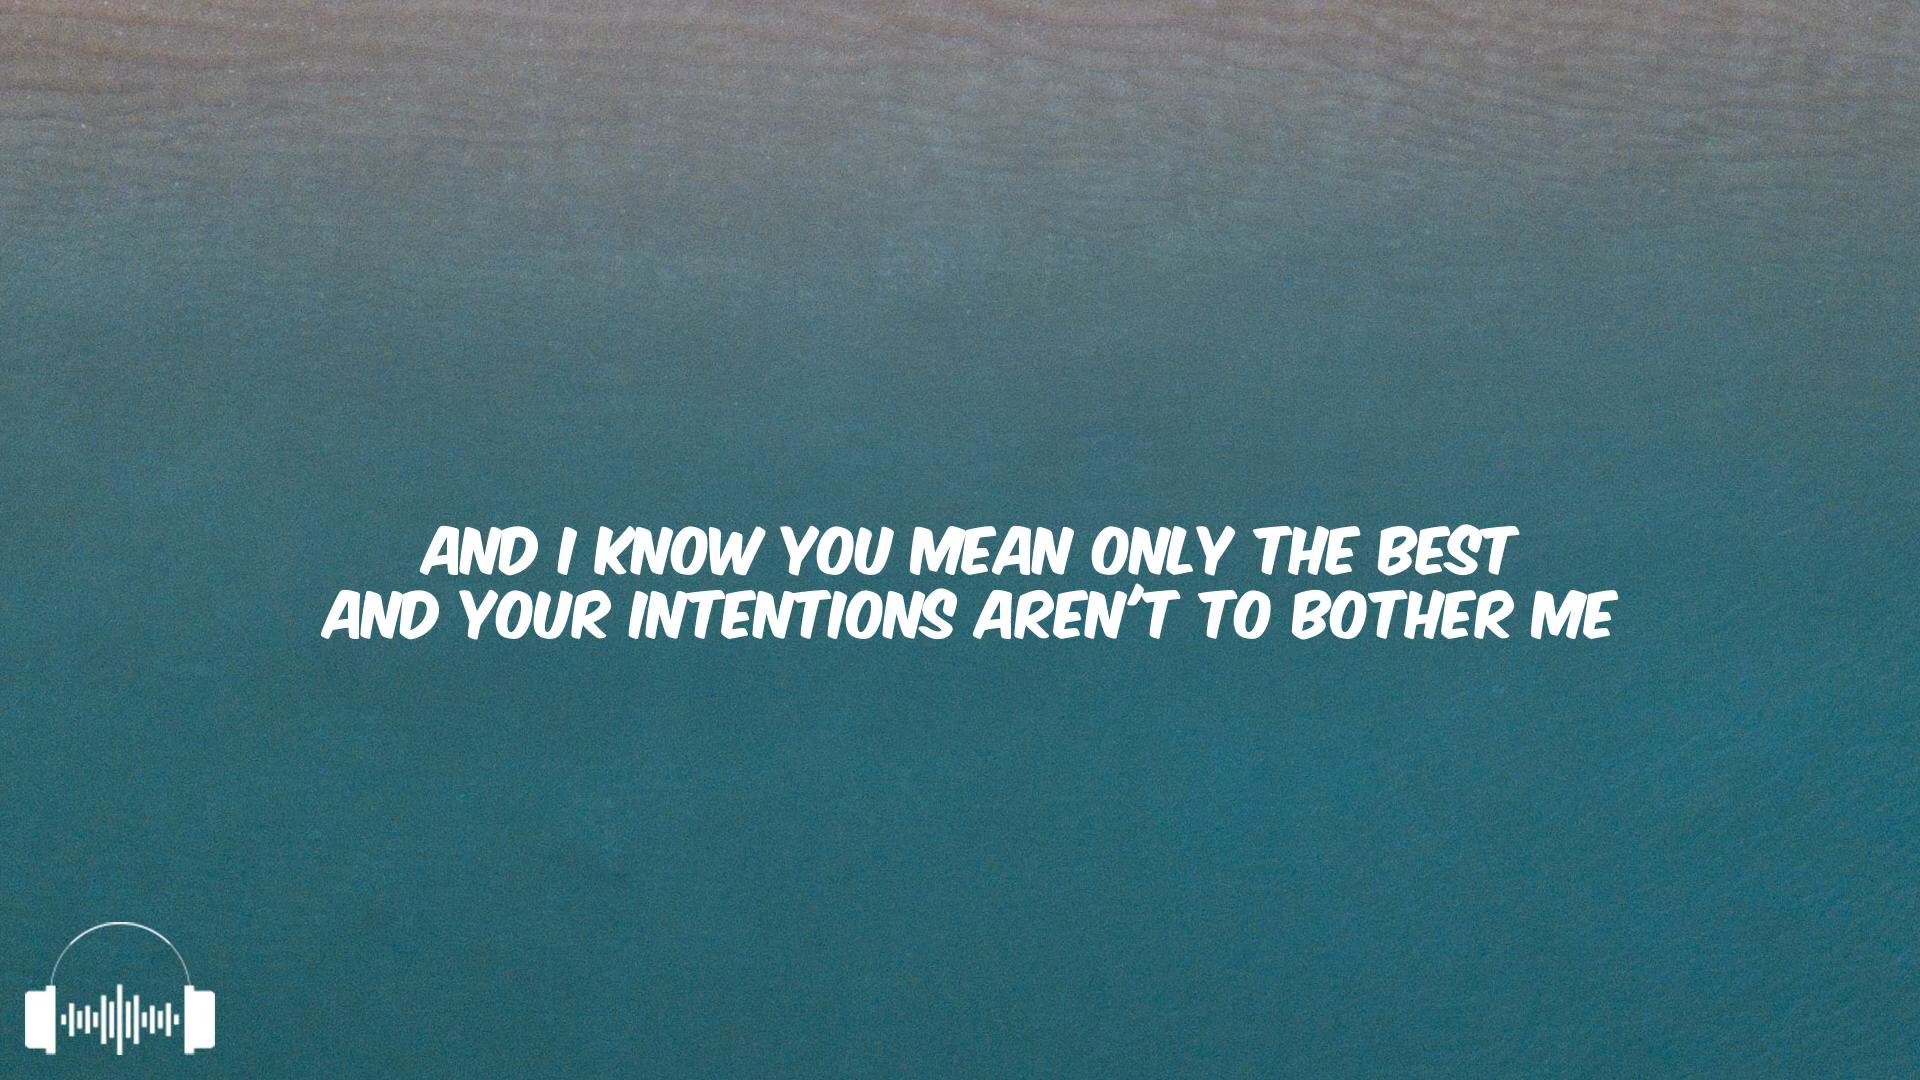 AND I KNOW YOU MEAN ONLY THE BEST
AND YOUR INTENTIONS AREN'T TO BOTHER ME